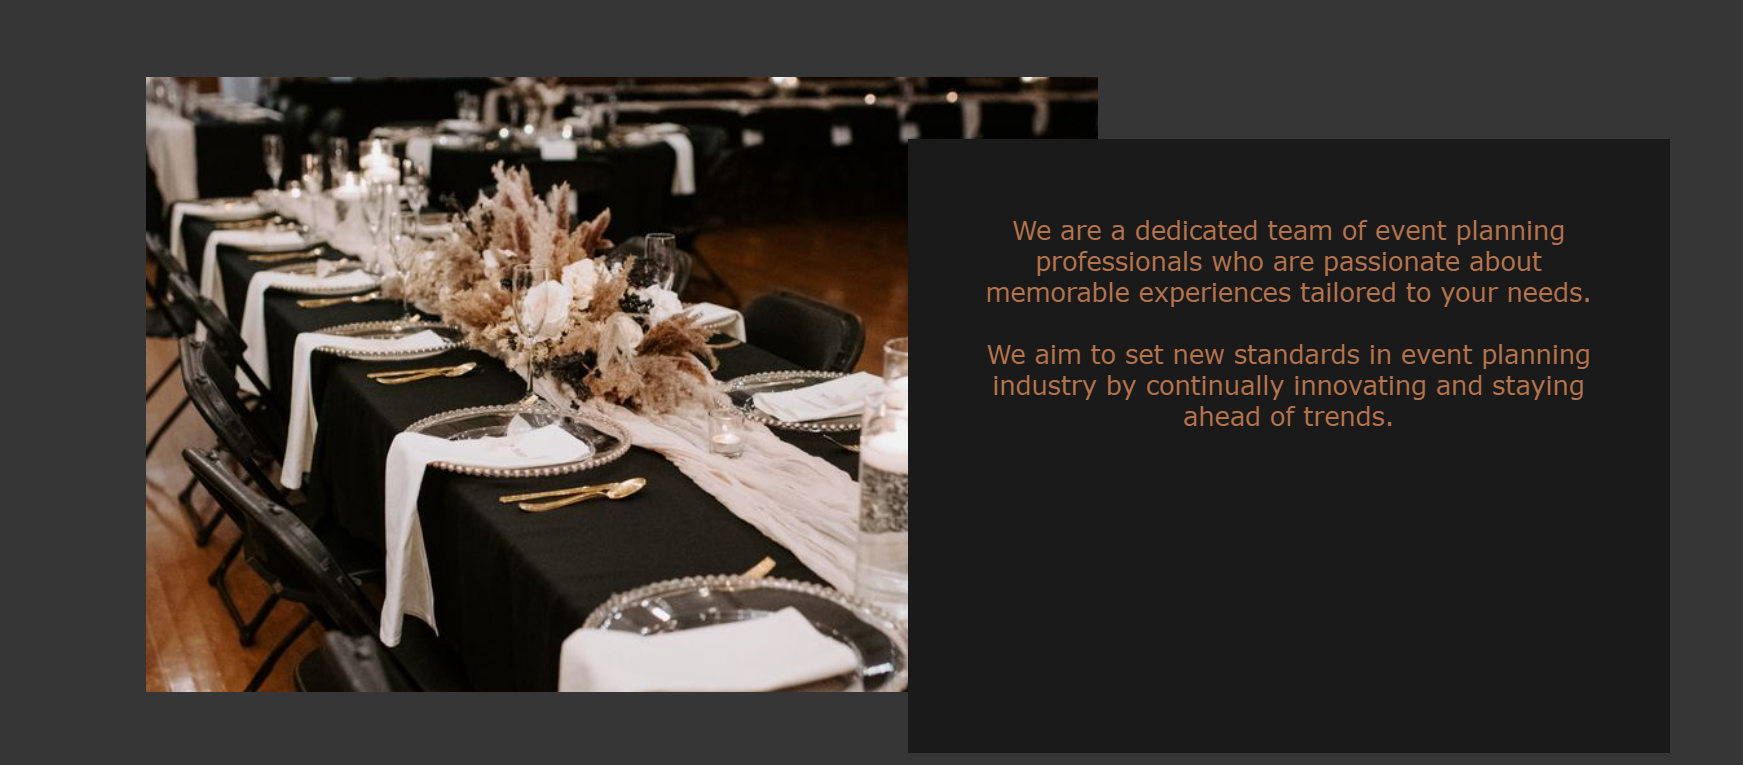 We are a dedicated team of event planning
professionals who are passionate about
memorable experiences tailored to your needs.
We aim to set new standards in event planning
industry by continually innovating and staying
ahead of trends.